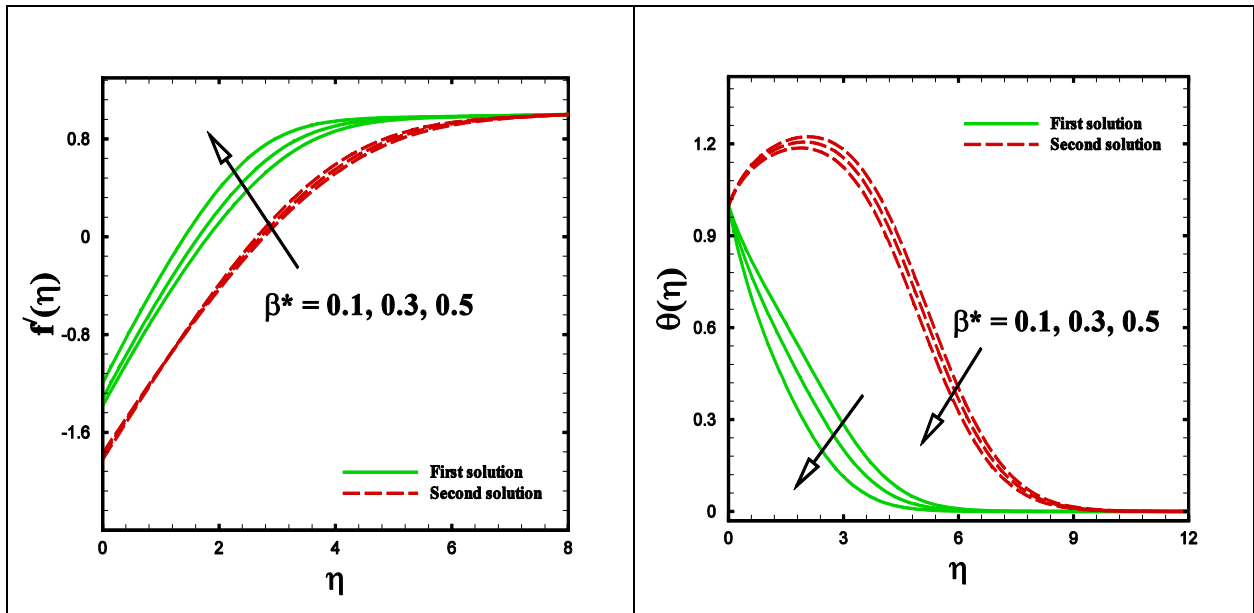 0.8
0
-0.8
-1.6
f′(η)
β* = 0.1, 0.3, 0.5
First solution
Second solution
0 2 4 6 8
η
1.2
0.9
0.6
0.3
0
θ(η)
First solution
Second solution
β* = 0.1, 0.3, 0.5
0 3 6 9 12
η